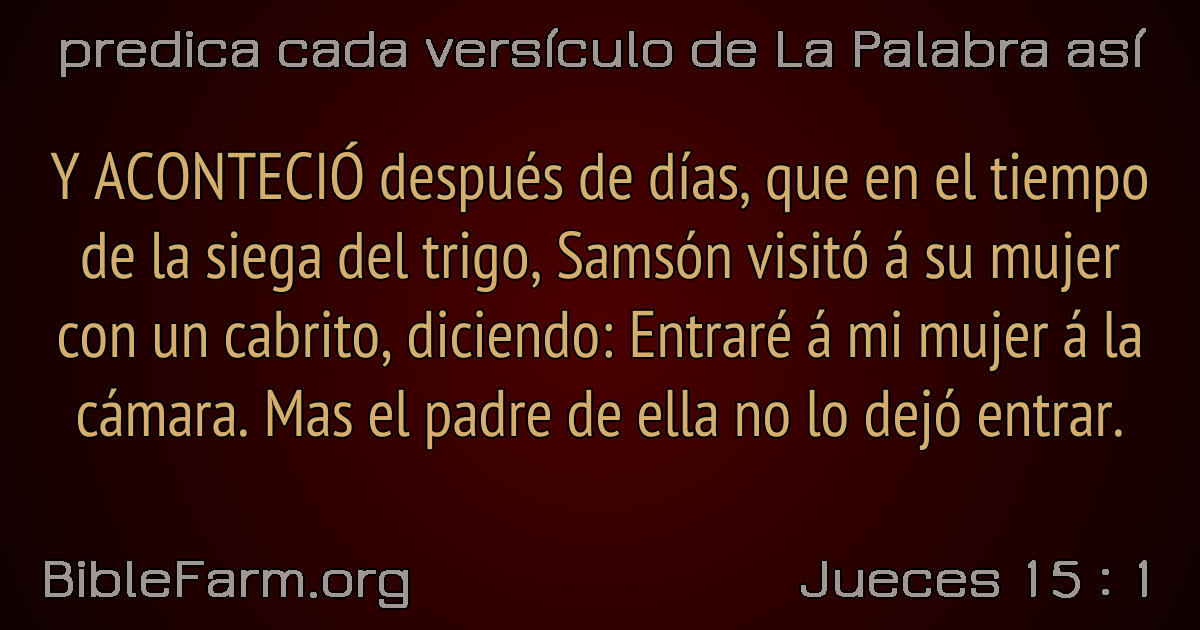 predica cada versículo de La Palabra así
Y ACONTECIÓ después de días, que en el tiempo
de la siega del trigo, Samsón visitó á su mujer
con un cabrito, diciendo: Entraré á mi mujer á la
cámara. Mas el padre de ella no lo dejó entrar.
BibleFarm.org
Jueces 15 : 1